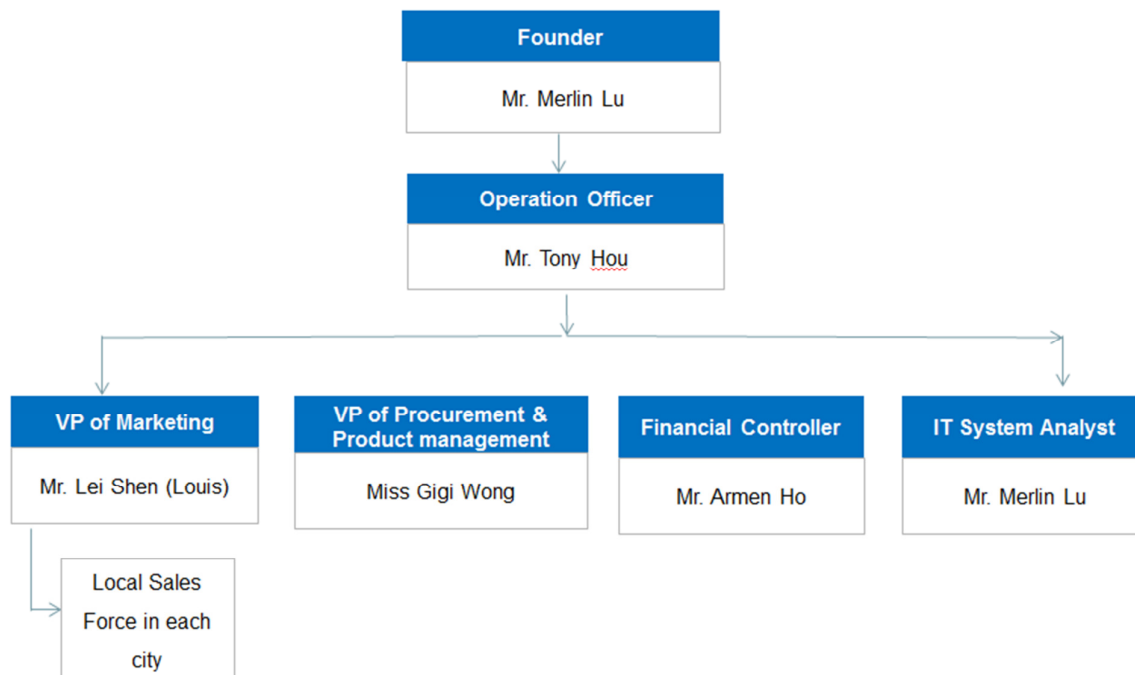 Founder
Mr. Merlin Lu
Operation Officer
Mr. Tony Hou
VP of Marketing
Mr. Lei Shen (Louis)
VP of Procurement &
Product management
Miss Gigi Wong
Financial Controller
Mr. Armen Ho
IT System Analyst
Mr. Merlin Lu
Local Sales
Force in each
city